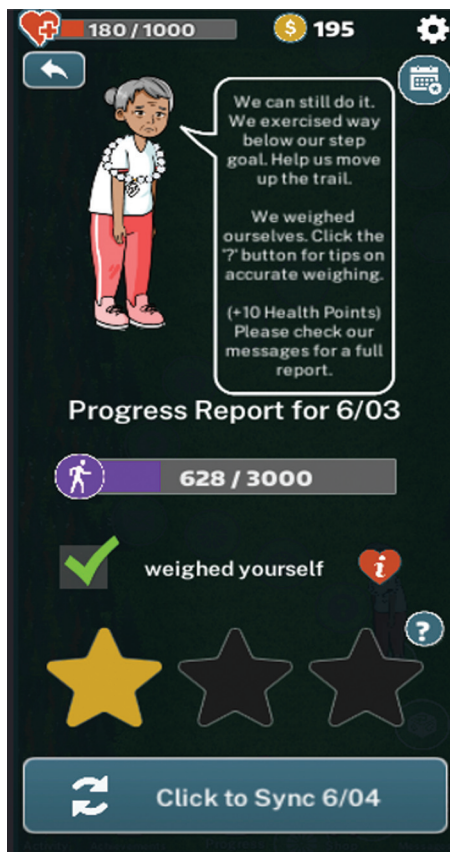 180 / 1000
$ 195
We can still do it.
We exercised way
below our step
goal. Help us move
up the trail.
We weighed
ourselves. Click the
'?' button for tips on
accurate weighing.
(+10 Health Points)
Please check our
messages for a full
report.
Progress Report for 6/03
628 / 3000
weighed yourself
i
?
Click to Sync 6/04